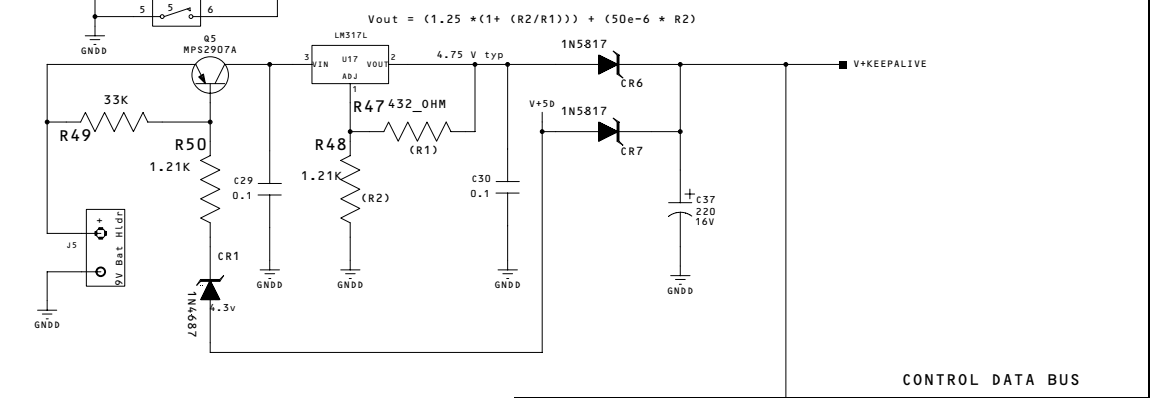 5 5 6
Vout = (1.25 *(1+ (R2/R1))) + (50e-6 * R2)
GNDD
Q5
MPS2907A
LM317L
3 VIN U17 VOUT 2
ADJ
1
4.75 V typ
1N5817
CR6
V+KEEPALIVE
33K
R49
R50
1.21K
R47 432_OHM
(R1)
R48
1.21K
(R2)
V+5D
1N5817
CR7
C29
0.1
C30
0.1
+
C37
220
16V
J5
+
9V Bat Hldr
CR1
1N4687
4.3v
GNDD
GNDD
GNDD
GNDD
GNDD
CONTROL DATA BUS